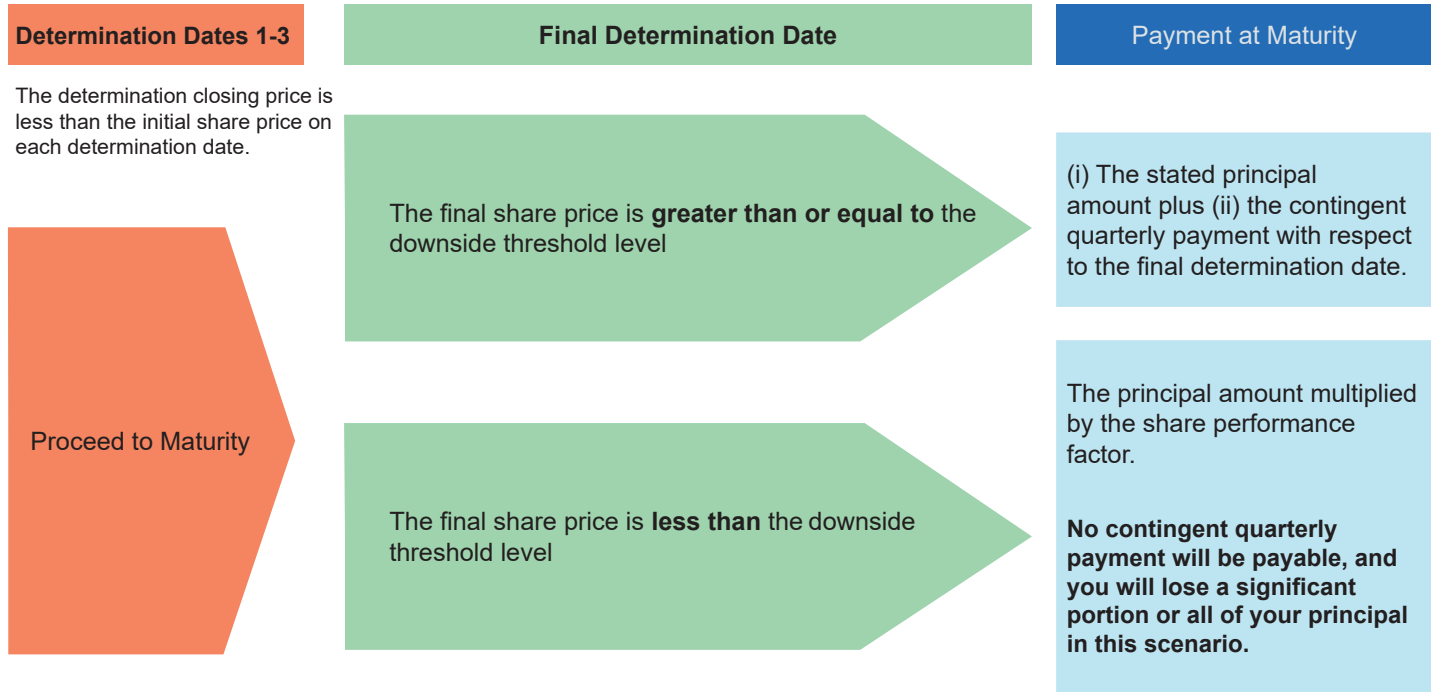 Determination Dates 1-3
Final Determination Date
Payment at Maturity
The determination closing price is
less than the initial share price on
each determination date.
Proceed to Maturity
The final share price is greater than or equal to the
downside threshold level
(i) The stated principal
amount plus (ii) the contingent
quarterly payment with respect
to the final determination date.
The final share price is less than the downside
threshold level
The principal amount multiplied
by the share performance
factor.
No contingent quarterly
payment will be payable, and
you will lose a significant
portion or all of your principal
in this scenario.